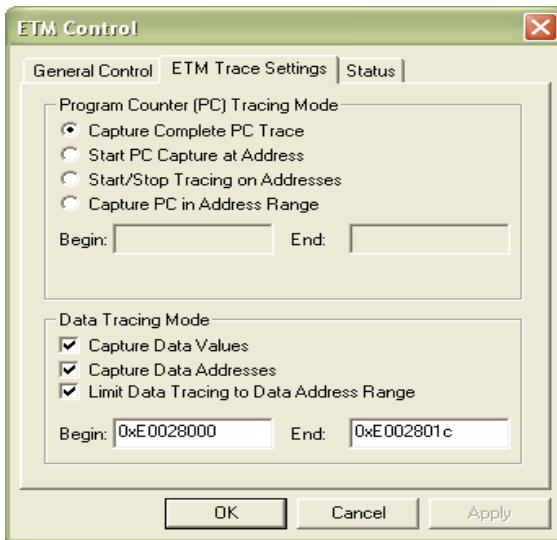 ETM Control
General Control ETM Trace Settings Status
Program Counter (PC) Tracing Mode
Capture Complete PC Trace
Start PC Capture at Address
Start/Stop Tracing on Addresses
Capture PC in Address Range
Begin: End:
Data Tracing Mode
Capture Data Values
Capture Data Addresses
Limit Data Tracing to Data Address Range
Begin: 0xE0028000 End: 0xE002801c
OK Cancel Apply